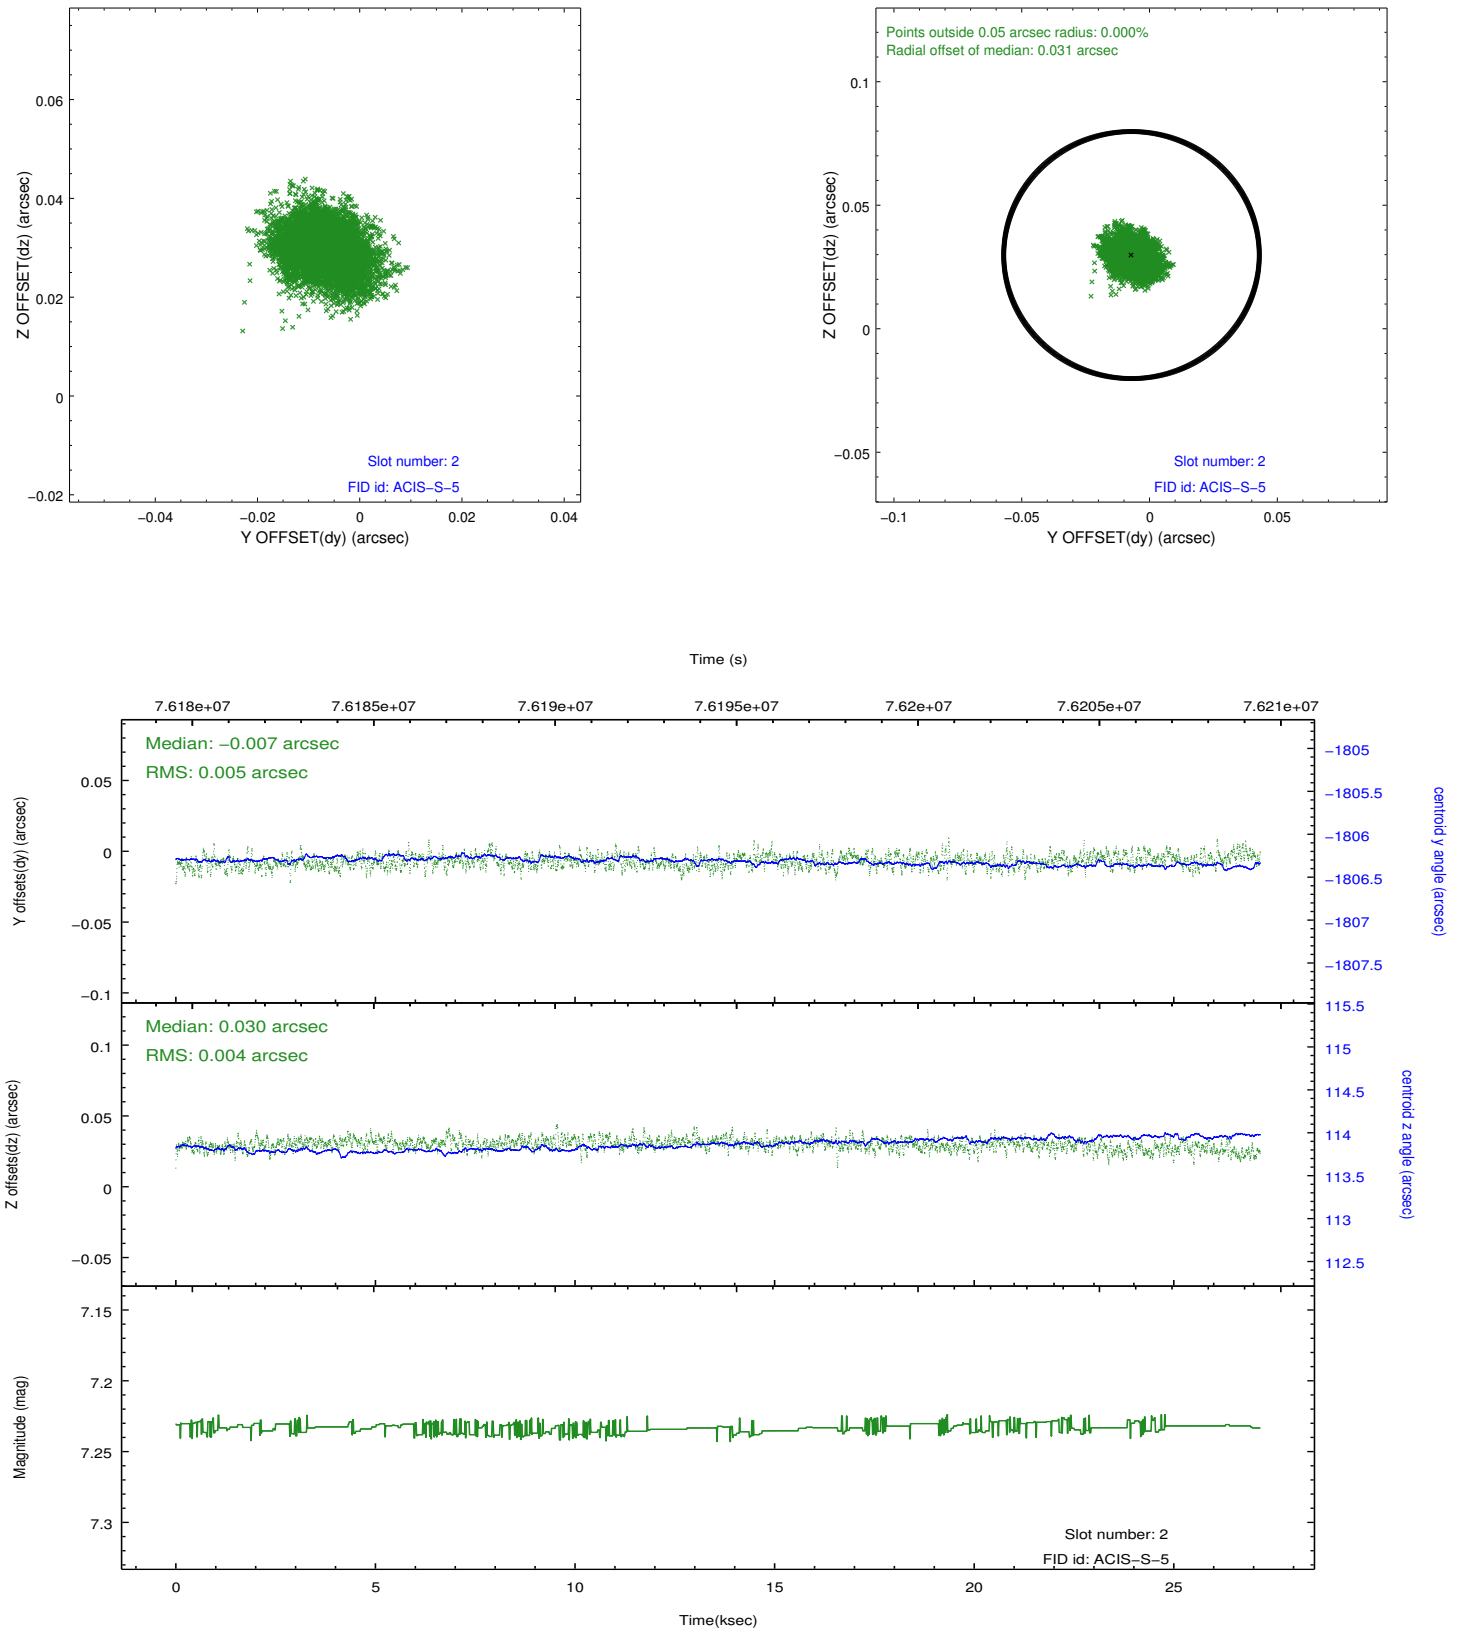 0.06
0.04
0.02
0
−0.02
Z OFFSET(dz) (arcsec)
Slot number: 2
FID id: ACIS−S−5
−0.04
−0.02
0
0.02
0.04
Y OFFSET(dy) (arcsec)
Points outside 0.05 arcsec radius: 0.000%
Radial offset of median: 0.031 arcsec
0.1
0.05
0
−0.05
Z OFFSET(dz) (arcsec)
Slot number: 2
FID id: ACIS−S−5
−0.1
−0.05
0
0.05
Y OFFSET(dy) (arcsec)
Time (s)
7.618e+07
7.6185e+07
7.619e+07
7.6195e+07
7.62e+07
7.6205e+07
7.621e+07
Median: −0.007 arcsec
RMS: 0.005 arcsec
0.05
0
−0.05
−0.1
Y offsets(dy) (arcsec)
−1805
−1805.5
−1806
−1806.5
−1807
−1807.5
centroid y angle (arcsec)
Median: 0.030 arcsec
RMS: 0.004 arcsec
0.1
0.05
0
−0.05
Z offsets(dz) (arcsec)
115.5
115
114.5
114
113.5
113
112.5
centroid z angle (arcsec)
7.15
7.2
7.25
7.3
Magnitude (mag)
Slot number: 2
FID id: ACIS−S−5
0
5
10
15
20
25
Time(ksec)